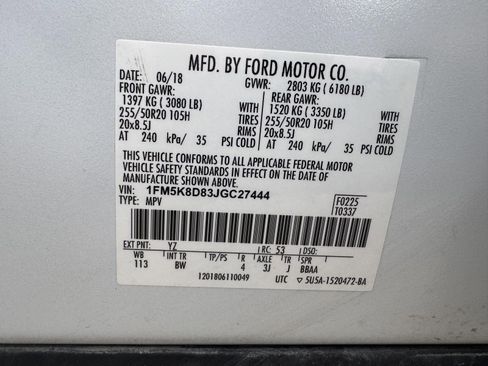 MFD. BY FORD MOTOR CO.
DATE: 06/18 GVWR: 2803 KG ( 6180 LB)
FRONT GAWR: REAR GAWR:
1397 KG ( 3080 LB) 1520 KG ( 3350 LB)
255/50R20 105H TIRES 255/50R20 105H TIRES
20x8.5J RIMS 20x8.5J RIMS
AT 240 kPa/ 35 PSI COLD AT 240 kPa/ 35 PSI COLD
THIS VEHICLE CONFORMS TO ALL APPLICABLE FEDERAL MOTOR
VEHICLE SAFETY STANDARDS IN EFFECT ON THE DATE OF
MANUFACTURE SHOWN ABOVE.
VIN: 1FM5K8D83JGC27444
TYPE: MPV
F0225
T0337
EXT PNT: YZ RC: 53 DSO:
WB INT TR TP/PS R AXLE TR SPR
113 BW 4 3J J BBAA
1201806110049 UTC 5U5A-1520472-BA